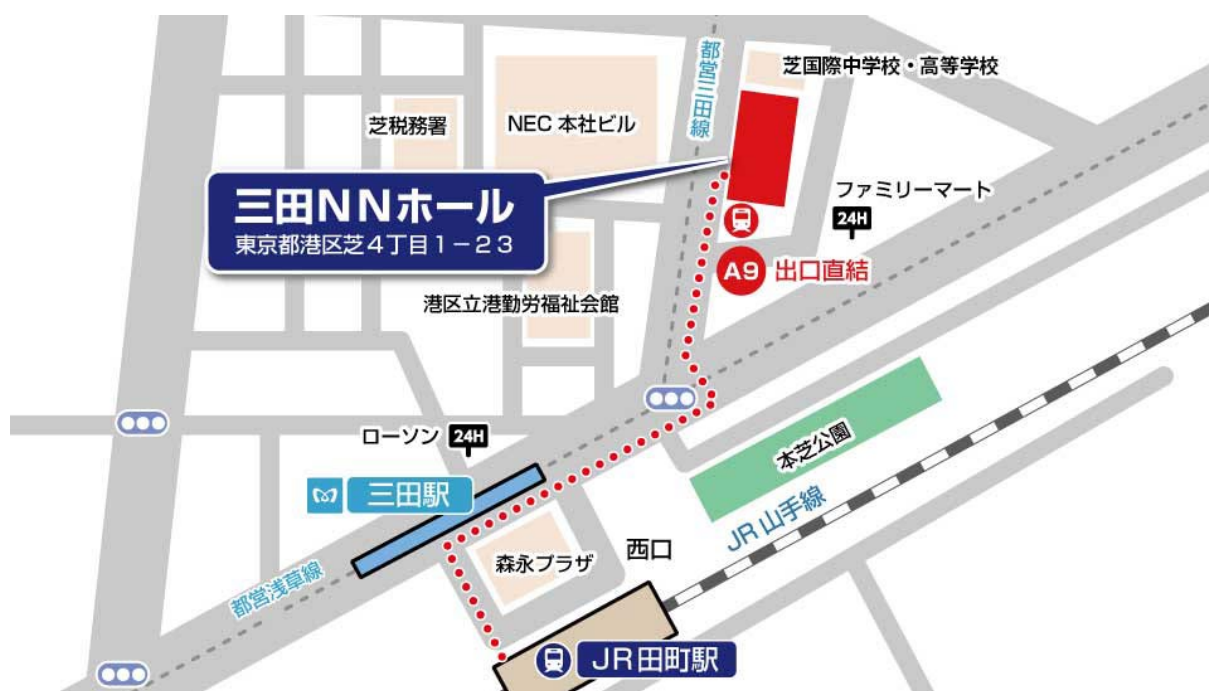 都営三田線
芝国際中学校・高等学校
芝税務署
NEC 本社ビル
三田NNホール
東京都港区芝4丁目1－23
ファミリーマート
24H
A9 出口直結
港区立港勤労福祉会館
ローソン 24H
本芝公園
三田駅
JR山手線
西口
森永プラザ
都営浅草線
JR田町駅